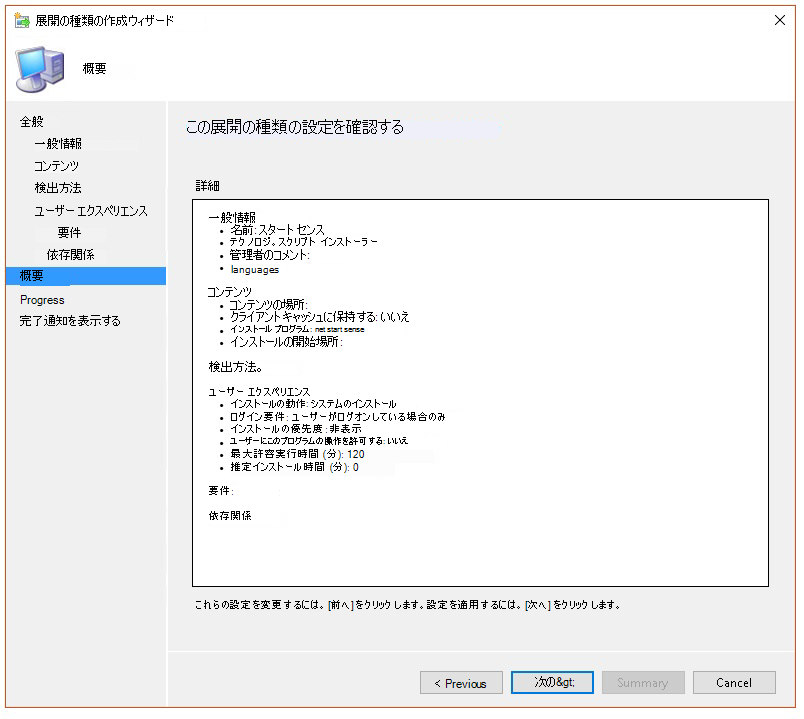 展開の種類の作成ウィザード
概要
全般
一般情報
コンテンツ
検出方法
ユーザー エクスペリエンス
要件
依存関係
概要
Progress
完了通知を表示する
この展開の種類の設定を確認する
詳細
一般情報
• 名前: スタート センス
• テクノロジ。スクリプト インストーラー
• 管理者のコメント:
• languages
コンテンツ
• コンテンツの場所:
• クライアント キャッシュに保持する: いいえ
• インストール プログラム: net start sense
• インストールの開始場所:
検出方法。
ユーザー エクスペリエンス
• インストールの動作: システムのインストール
• ログイン要件: ユーザーがログオンしている場合のみ
• インストールの優先度: 非表示
• ユーザーにこのプログラムの操作を許可する: いいえ
• 最大許容実行時間 (分): 120
• 推定インストール時間 (分): 0
要件:
依存関係
これらの設定を変更するには。[前へ]をクリックします。設定を適用するには。[次へ]をクリックします。
< Previous
次の&gt;
Summary
Cancel